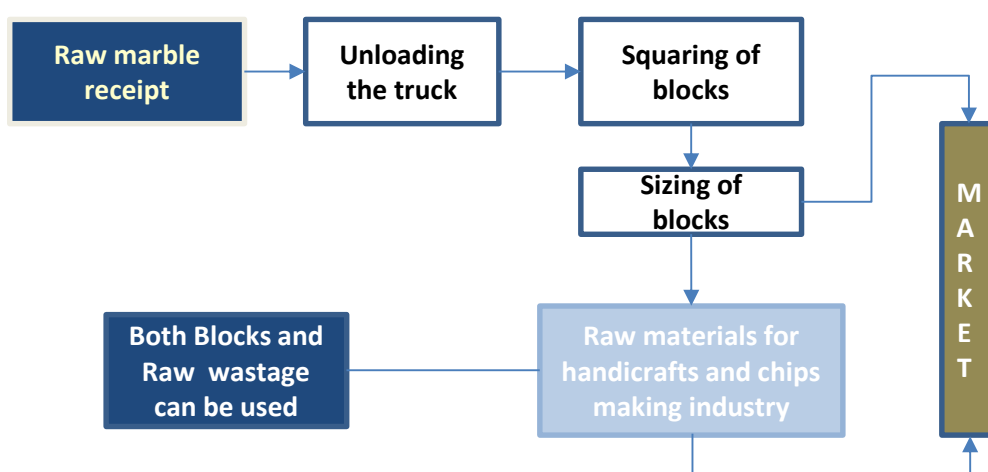 Raw marble
receipt
Unloading
the truck
Squaring of
blocks
Sizing of
blocks
M
A
R
K
E
T
Both Blocks and
Raw wastage
can be used
Raw materials for
handicrafts and chips
making industry